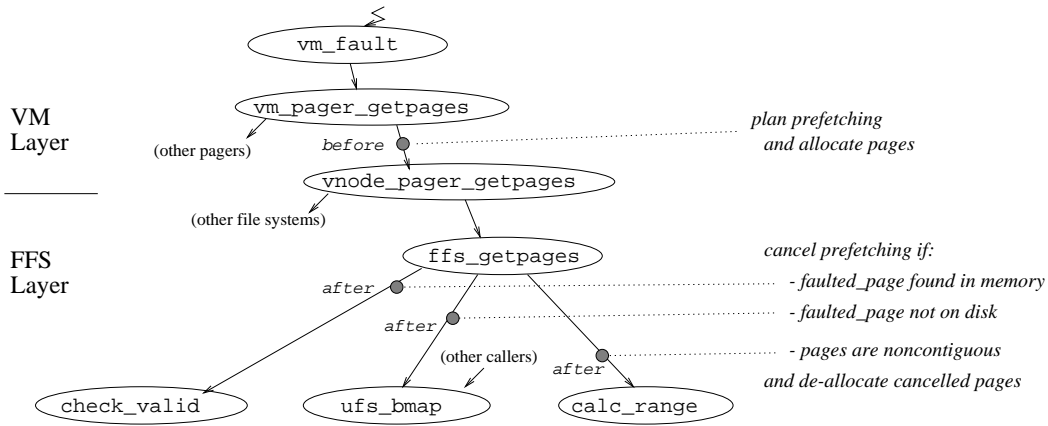 vm_fault
vm_pager_getpages
VM
Layer
(other pagers)
before
plan prefetching
and allocate pages
vnode_pager_getpages
(other file systems)
FFS
Layer
ffs_getpages
cancel prefetching if:
after
- faulted_page found in memory
after
- faulted_page not on disk
(other callers)
after
- pages are noncontiguous
and de-allocate cancelled pages
check_valid
ufs_bmap
calc_range